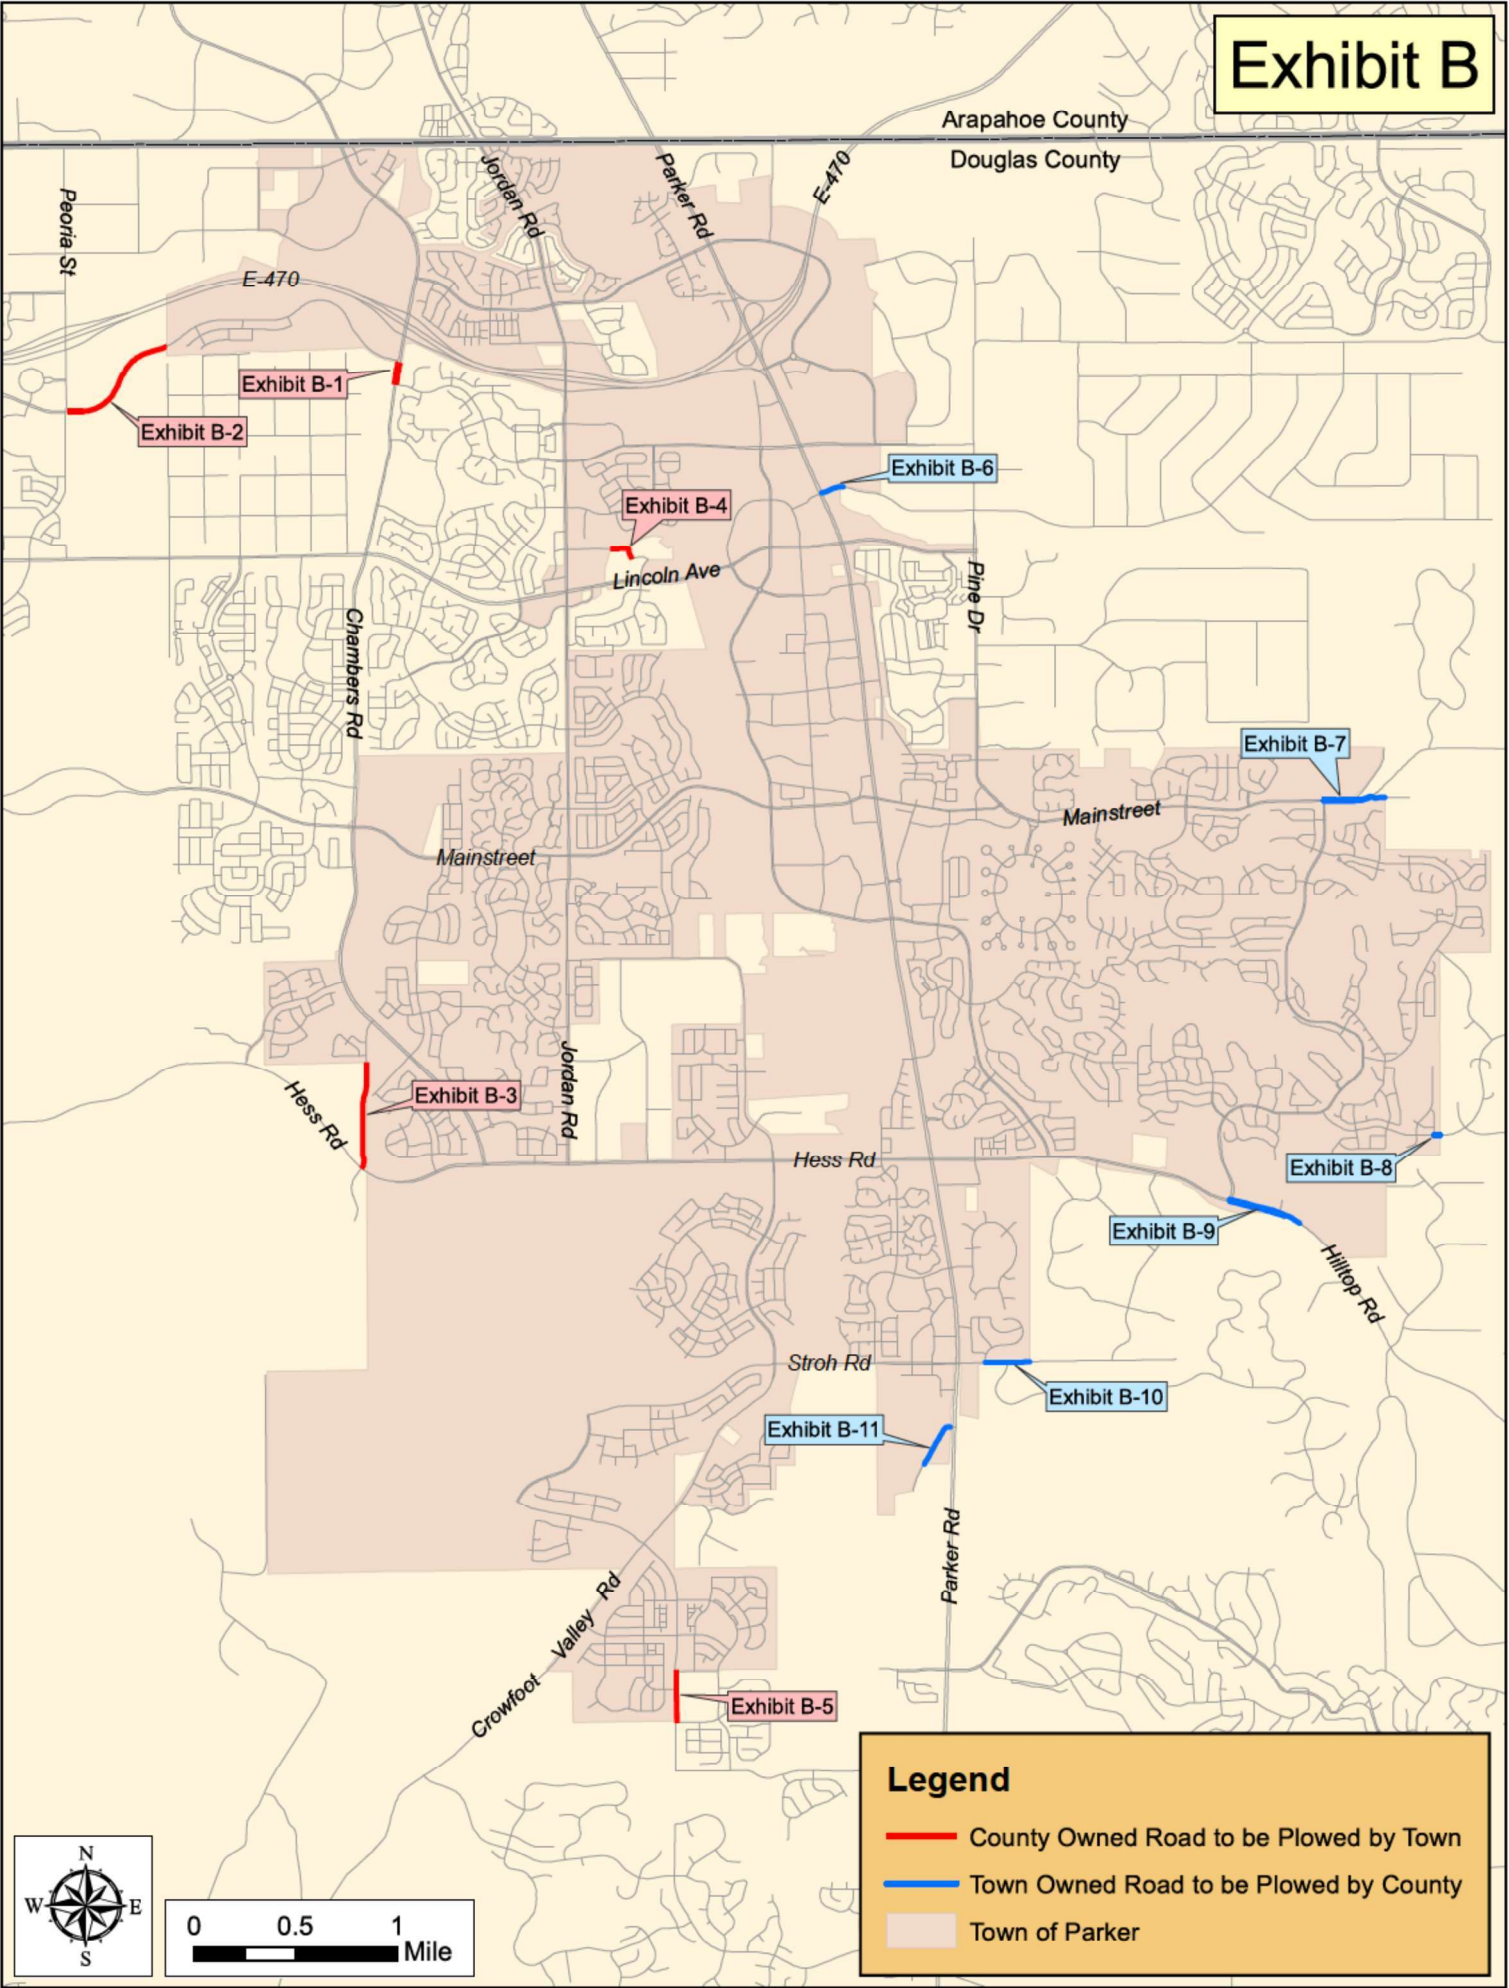 Exhibit B
Arapahoe County
Douglas County
Peoria St
Jordan Rd
Parker Rd
E-470
E-470
Exhibit B-1
Exhibit B-2
Exhibit B-6
Exhibit B-4
Lincoln Ave
Pine Dr
Chambers Rd
Exhibit B-7
Mainstreet
Mainstreet
Jordan Rd
Hess Rd
Exhibit B-3
Hess Rd
Exhibit B-8
Exhibit B-9
Hilltop Rd
Stroh Rd
Exhibit B-10
Exhibit B-11
Parker Rd
Crowfoot Valley Rd
Exhibit B-5
Legend
County Owned Road to be Plowed by Town
Town Owned Road to be Plowed by County
Town of Parker
N
W E
S
0 0.5 1
Mile